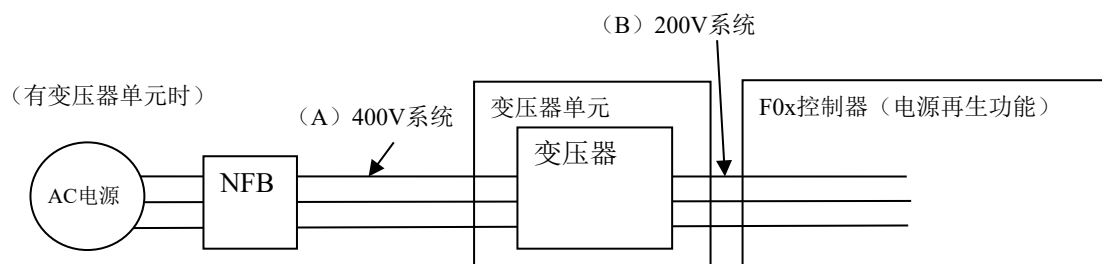 （B）200V系统
（有变压器单元时）
（A）400V系统
变压器单元
F0x控制器（电源再生功能）
变压器
NFB
AC电源